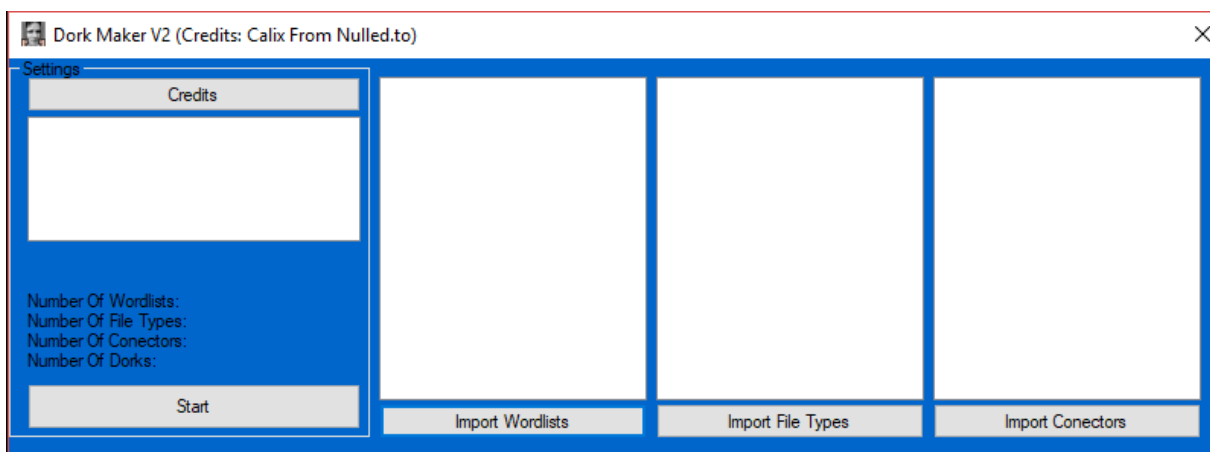 Dork Maker V2 (Credits: Calix From Nulled.to)
Settings
Credits
Number Of Wordlists:
Number Of File Types:
Number Of Conectors:
Number Of Dorks:
Start
Import Wordlists
Import File Types
Import Conectors